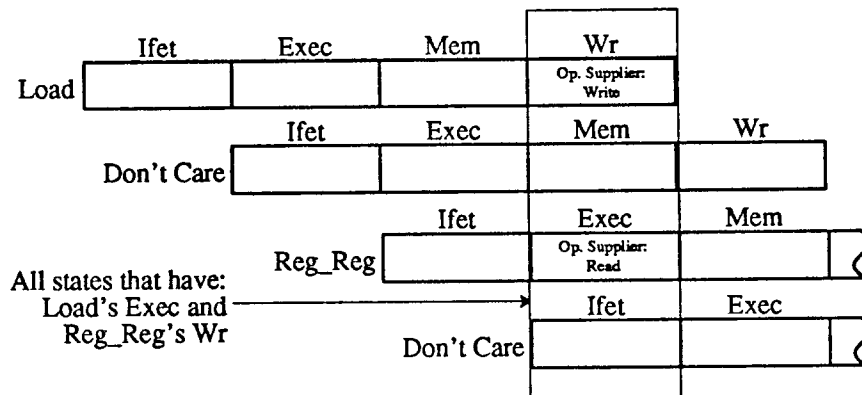 Ifet Exec Mem Wr
Load Op. Supplier:
Write
Ifet Exec Mem Wr
Don't Care
Ifet Exec Mem
Reg_Reg Op. Supplier:
Read
All states that have:
Load's Exec and
Reg_Reg's Wr
Ifet Exec
Don't Care